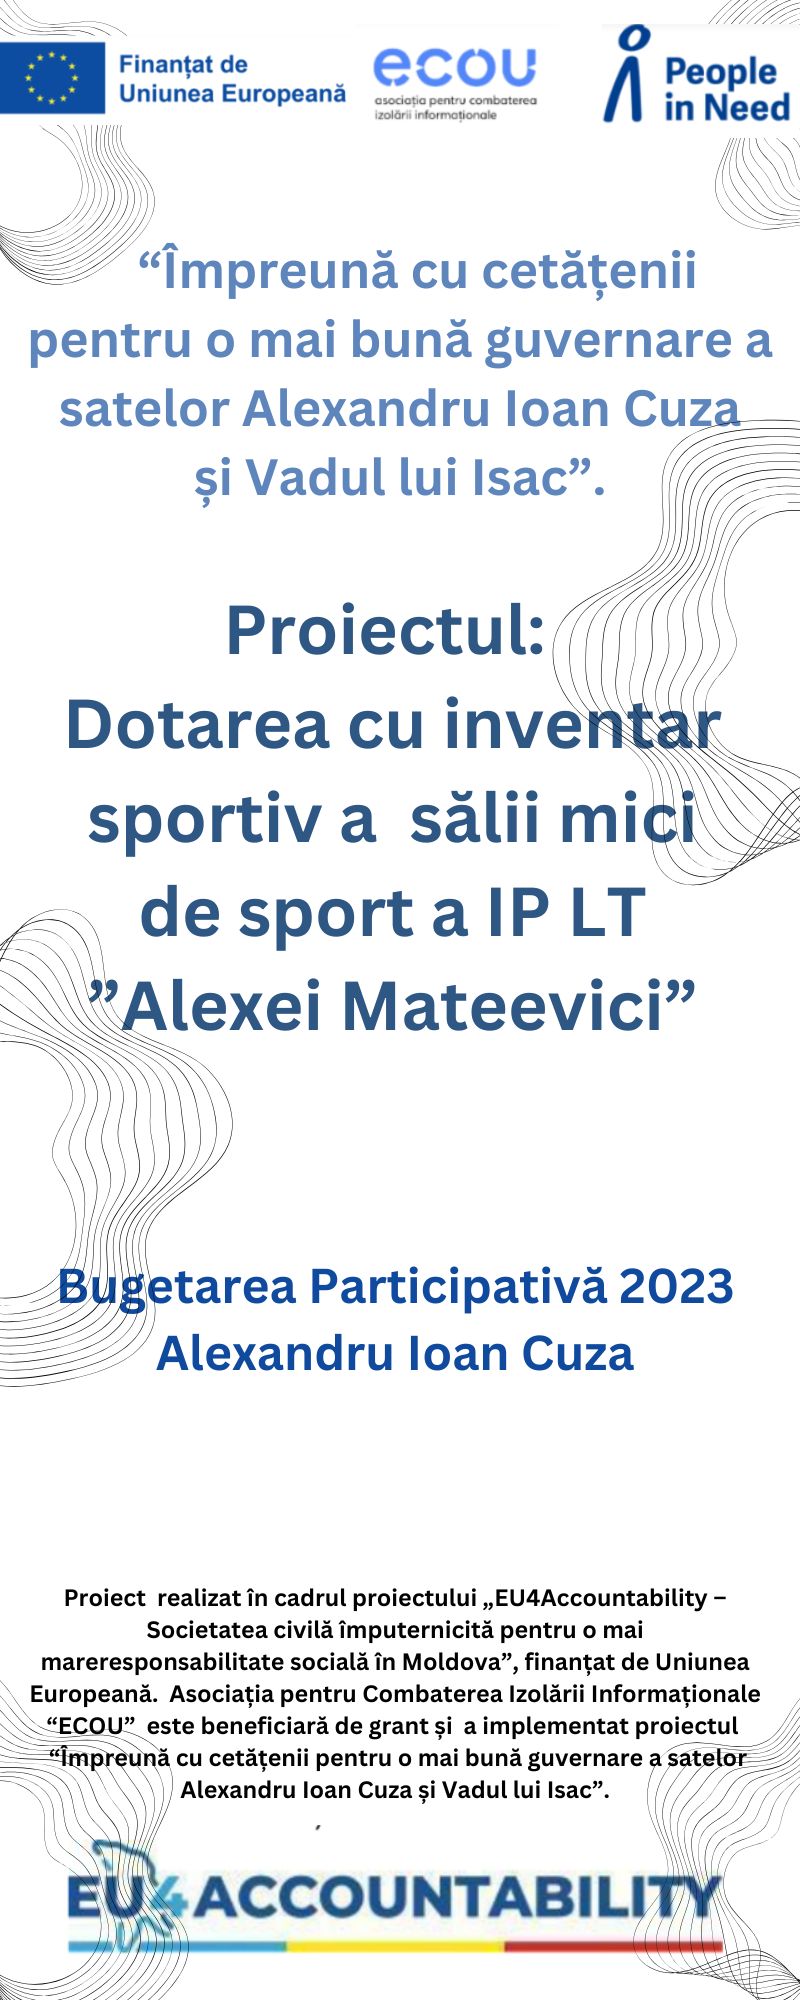 Finanțat de
Uniunea Europeană
ecou
asociația pentru combaterea
izolării informaționale
People
in Need
“Împreună cu cetățenii
pentru o mai bună guvernare a
satelor Alexandru Ioan Cuza
și Vadul lui Isac”.
Proiectul:
Dotarea cu inventar
sportiv a sălii mici
de sport a IP LT
”Alexei Mateevici”
Bugetarea Participativă 2023
Alexandru Ioan Cuza
Proiect realizat în cadrul proiectului „EU4Accountability –
Societatea civilă împuternicită pentru o mai
mareresponsabilitate socială în Moldova”, finanțat de Uniunea
Europeană. Asociația pentru Combaterea Izolării Informaționale
“ECOU” este beneficiară de grant și a implementat proiectul
“Împreună cu cetățenii pentru o mai bună guvernare a satelor
Alexandru Ioan Cuza și Vadul lui Isac”.
EU4ACCOUNTABILITY